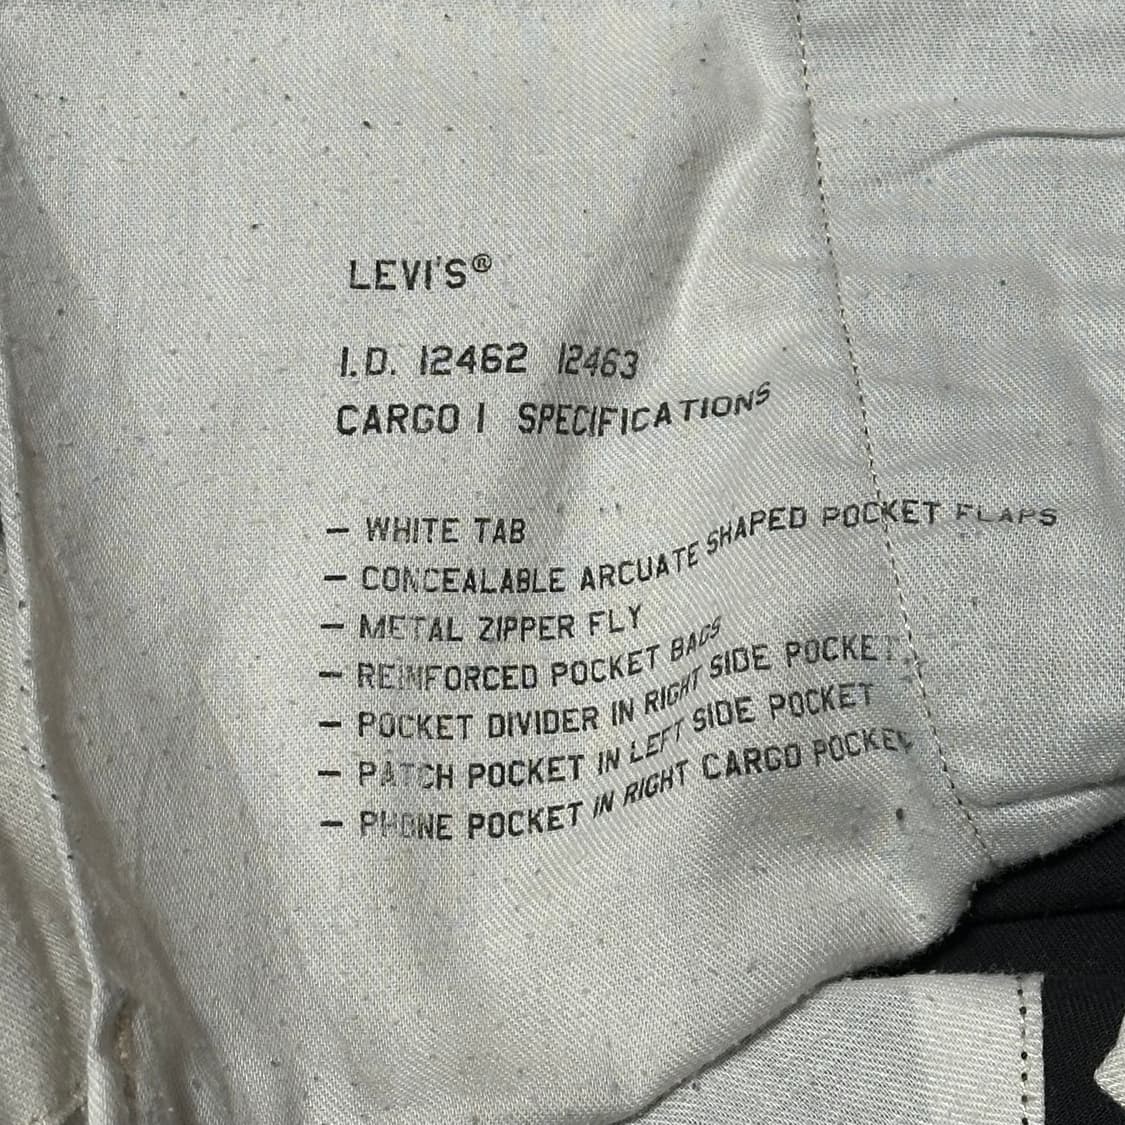 LEVI'S®
I.D. 12462 12463
CARGO I SPECIFICATIONS
– WHITE TAB
– CONCEALABLE ARCUATE SHAPED POCKET FLAPS
– METAL ZIPPER FLY
– REINFORCED POCKET BAGS
– POCKET DIVIDER IN RIGHT SIDE POCKET
– PATCH POCKET IN LEFT SIDE POCKET
– PHONE POCKET IN RIGHT CARGO POCKET